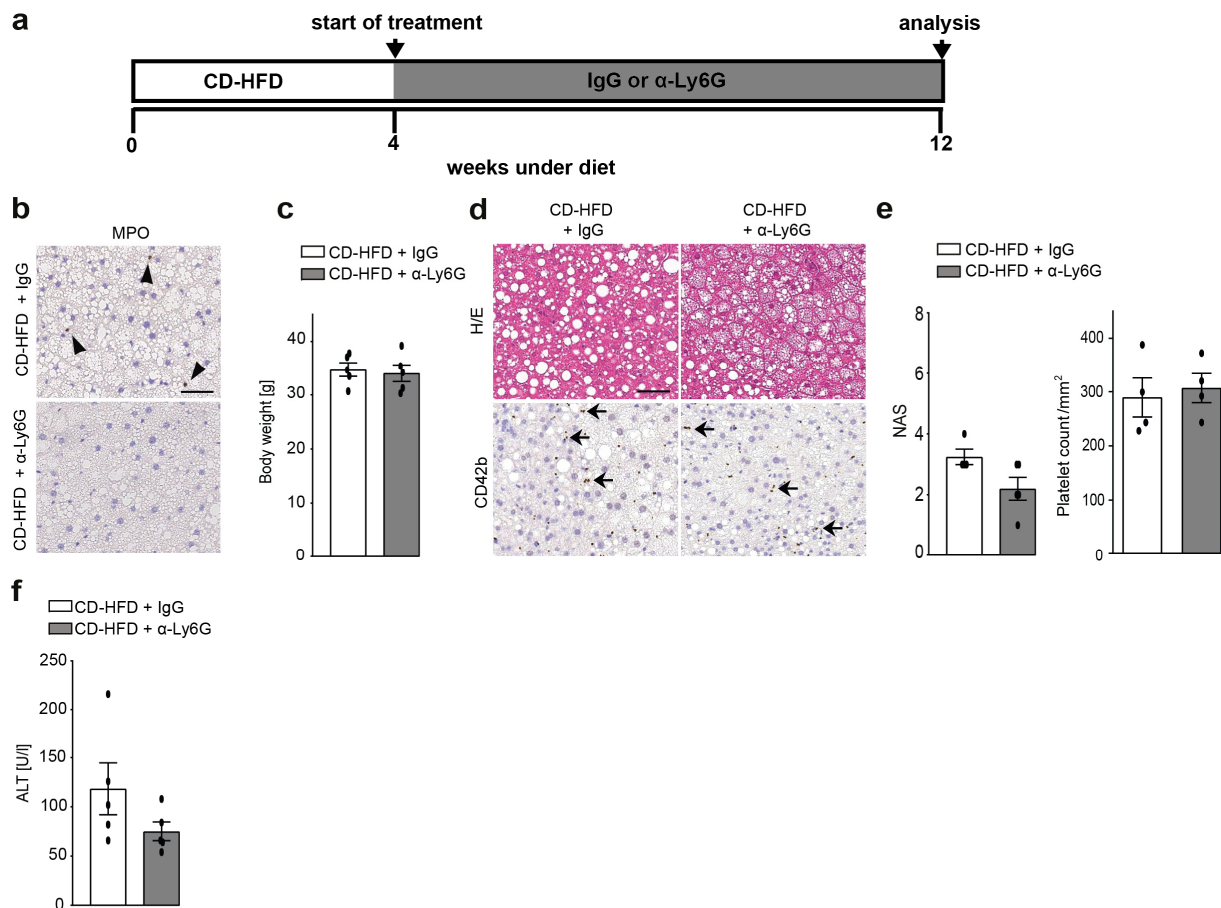 a
start of treatment
analysis
CD-HFD
IgG or α-Ly6G
0
4
12
weeks under diet
b
MPO
CD-HFD + IgG
CD-HFD + α-Ly6G
c
CD-HFD + IgG
CD-HFD + α-Ly6G
Body weight [g]
40
30
20
10
0
d
CD-HFD
+ IgG
CD-HFD
+ α-Ly6G
H/E
CD42b
e
CD-HFD + IgG
CD-HFD + α-Ly6G
NAS
8
6
4
2
0
Platelet count/mm²
400
300
200
100
0
f
CD-HFD + IgG
CD-HFD + α-Ly6G
ALT [U/l]
250
200
150
100
50
0